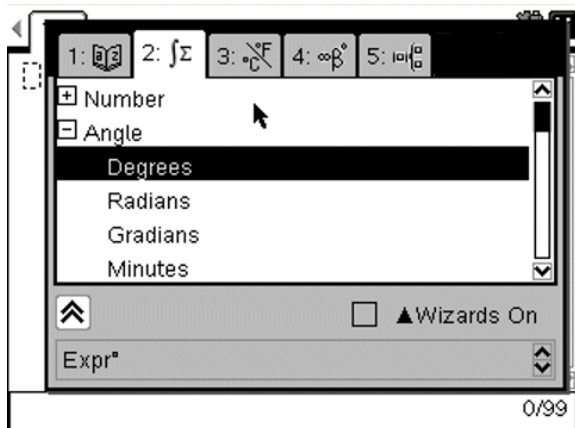 1: 2: ∫Σ 3: °C°F 4: ∞β° 5:
Number
Angle
Degrees
Radians
Gradians
Minutes
▲Wizards On
Expr°
0/99